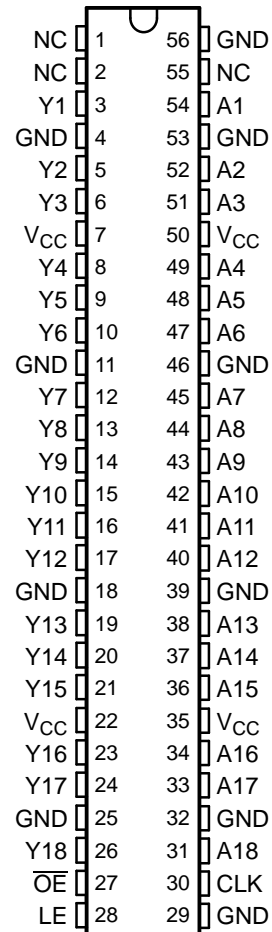 NC 1 56 GND
NC 2 55 NC
Y1 3 54 A1
GND 4 53 GND
Y2 5 52 A2
Y3 6 51 A3
VCC 7 50 VCC
Y4 8 49 A4
Y5 9 48 A5
Y6 10 47 A6
GND 11 46 GND
Y7 12 45 A7
Y8 13 44 A8
Y9 14 43 A9
Y10 15 42 A10
Y11 16 41 A11
Y12 17 40 A12
GND 18 39 GND
Y13 19 38 A13
Y14 20 37 A14
Y15 21 36 A15
VCC 22 35 VCC
Y16 23 34 A16
Y17 24 33 A17
GND 25 32 GND
Y18 26 31 A18
O̅E̅ 27 30 CLK
LE 28 29 GND